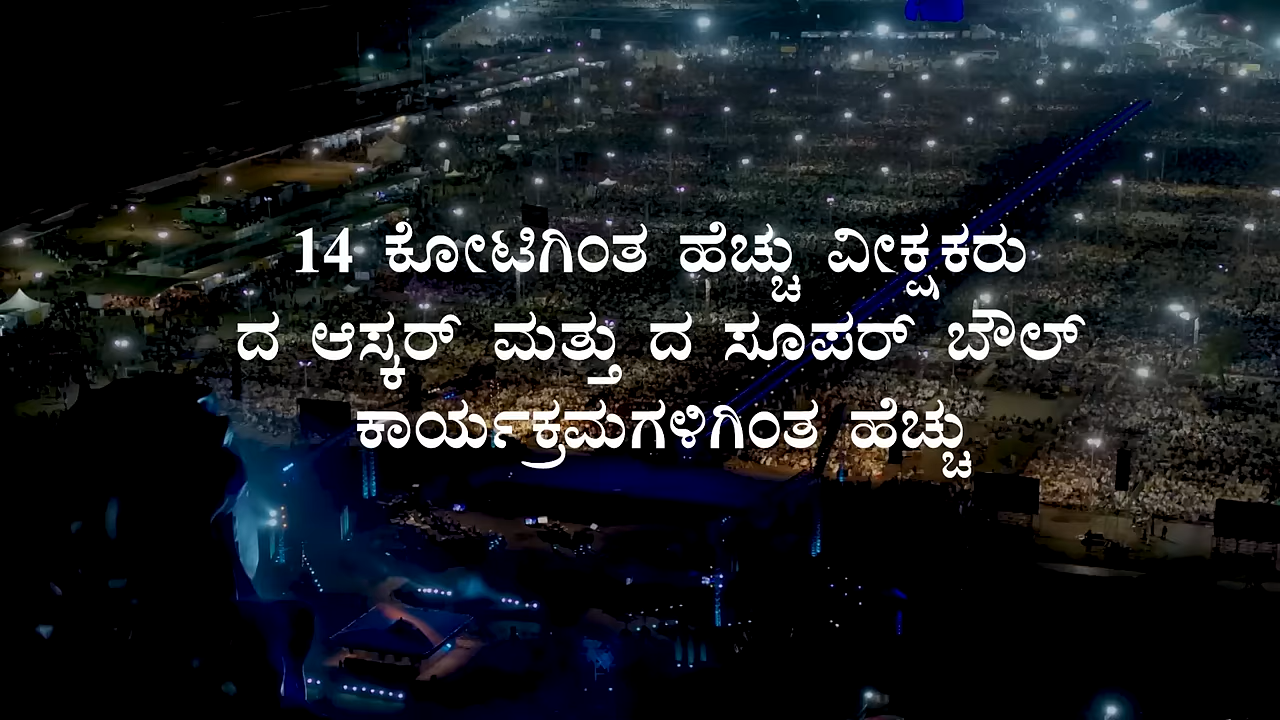 14 ಕೋಟಿಗಿಂತ ಹೆಚ್ಚು ವೀಕ್ಷಕರು
ದ ಆಸ್ಕರ್ ಮತ್ತು ದ ಸೂಪರ್ ಬೌಲ್
ಕಾರ್ಯಕ್ರಮಗಳಿಗಿಂತ ಹೆಚ್ಚು